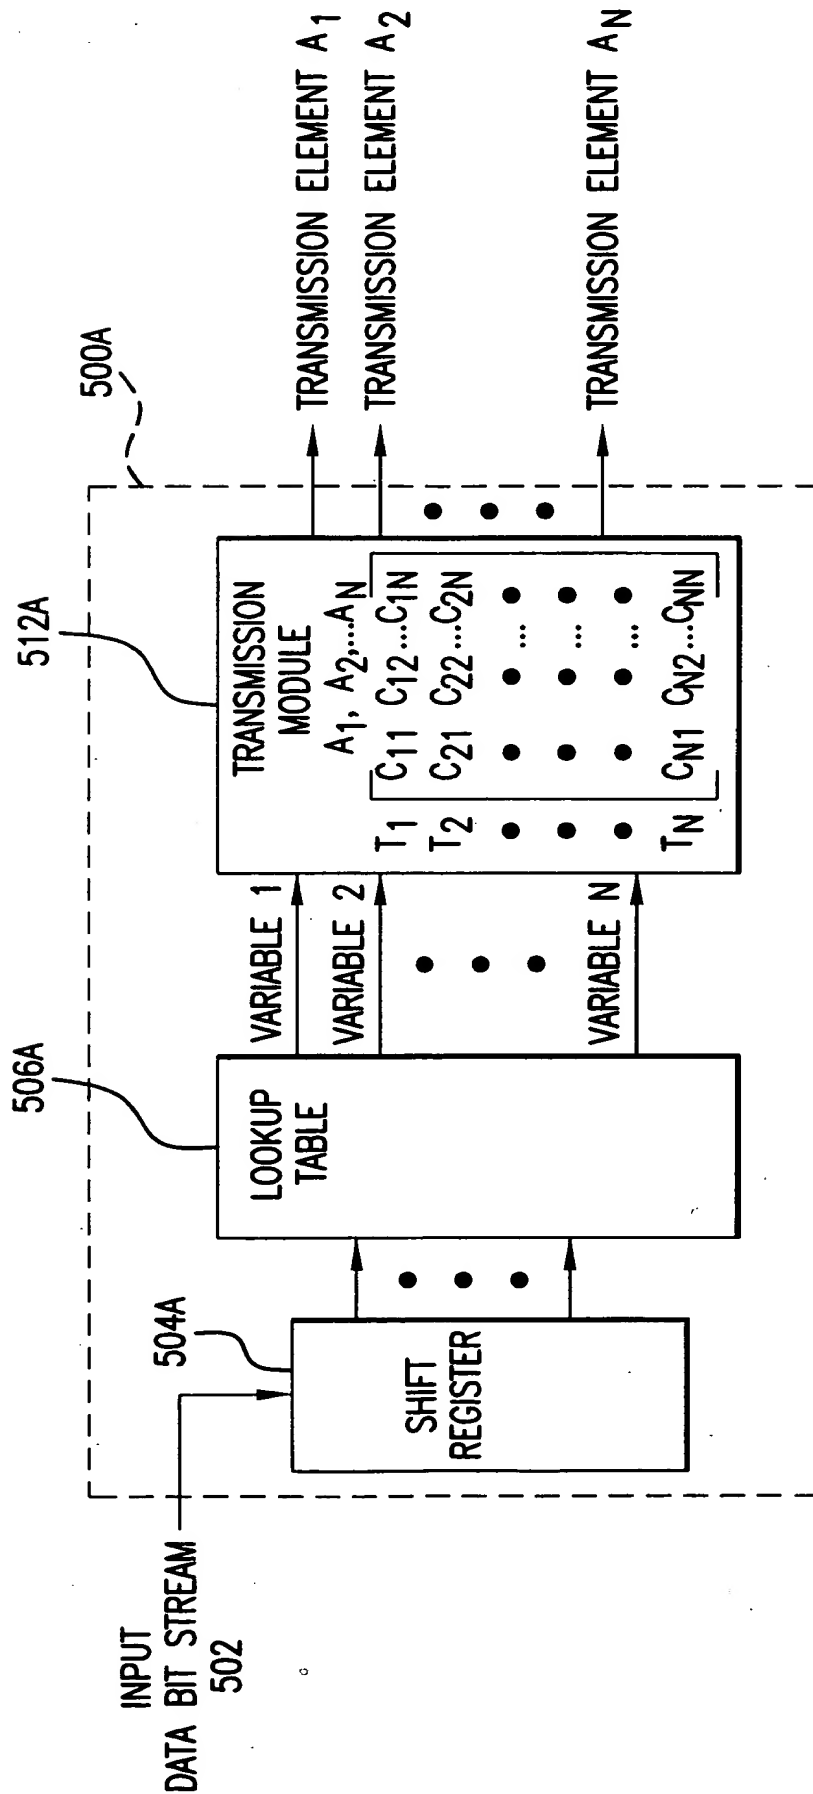 500A
INPUT
DATA BIT STREAM
502
504A
SHIFT
REGISTER
506A
LOOKUP
TABLE
VARIABLE 1
VARIABLE 2
VARIABLE N
512A
TRANSMISSION
MODULE
A1, A2,...AN
T1 C11 C12...C1N
T2 C21 C22...C2N
...
...
...
TN CN1 CN2...CNN
TRANSMISSION ELEMENT A1
TRANSMISSION ELEMENT A2
TRANSMISSION ELEMENT AN